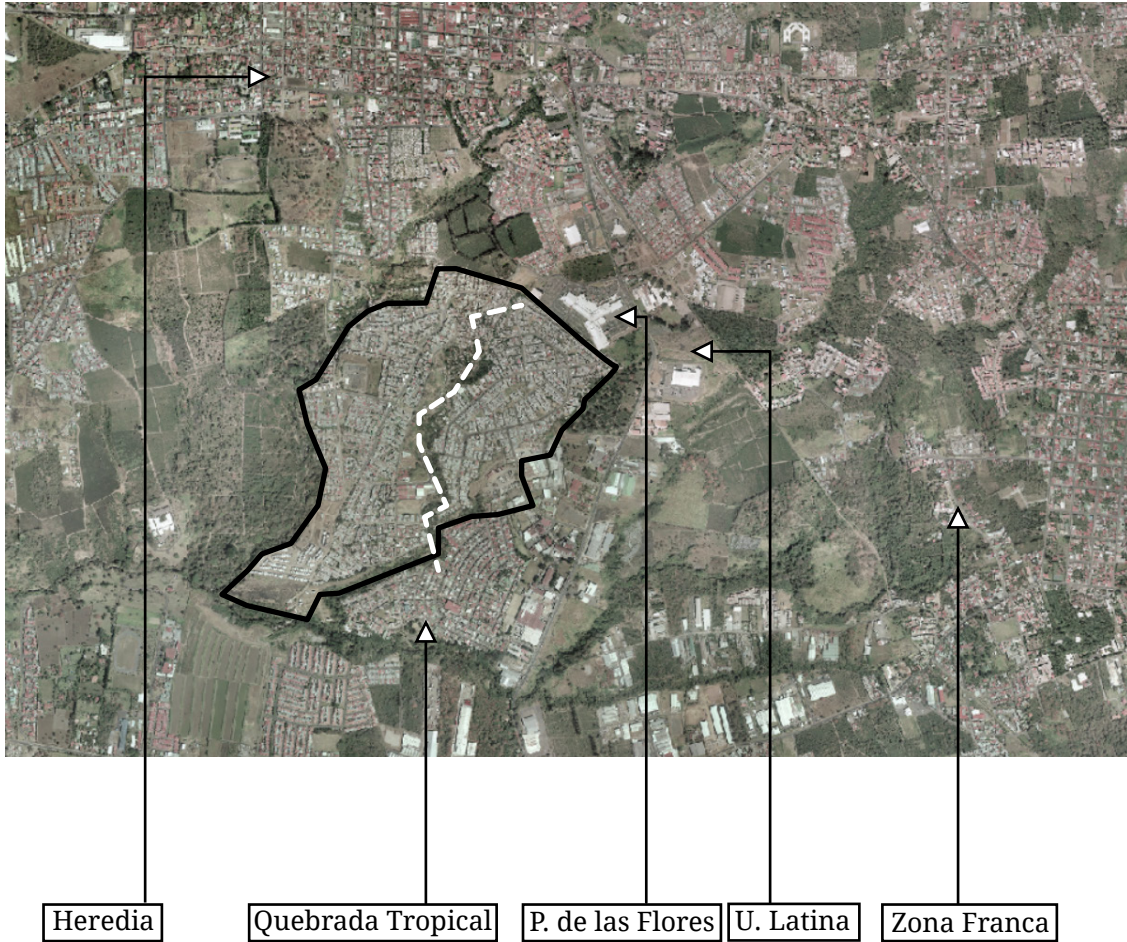 Heredia
Quebrada Tropical
P. de las Flores
U. Latina
Zona Franca